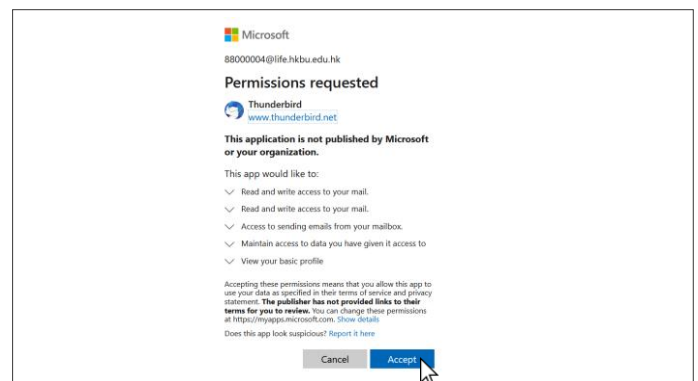 Microsoft
88000004@life.hkbu.edu.hk
Permissions requested
Thunderbird
www.thunderbird.net
This application is not published by Microsoft
or your organization.
This app would like to:
Read and write access to your mail.
Read and write access to your mail.
Access to sending emails from your mailbox.
Maintain access to data you have given it access to
View your basic profile
Accepting these permissions means that you allow this app to
use your data as specified in their terms of service and privacy
statement. The publisher has not provided links to their
terms for you to review. You can change these permissions
at https://myapps.microsoft.com. Show details
Does this app look suspicious? Report it here
Cancel
Accept